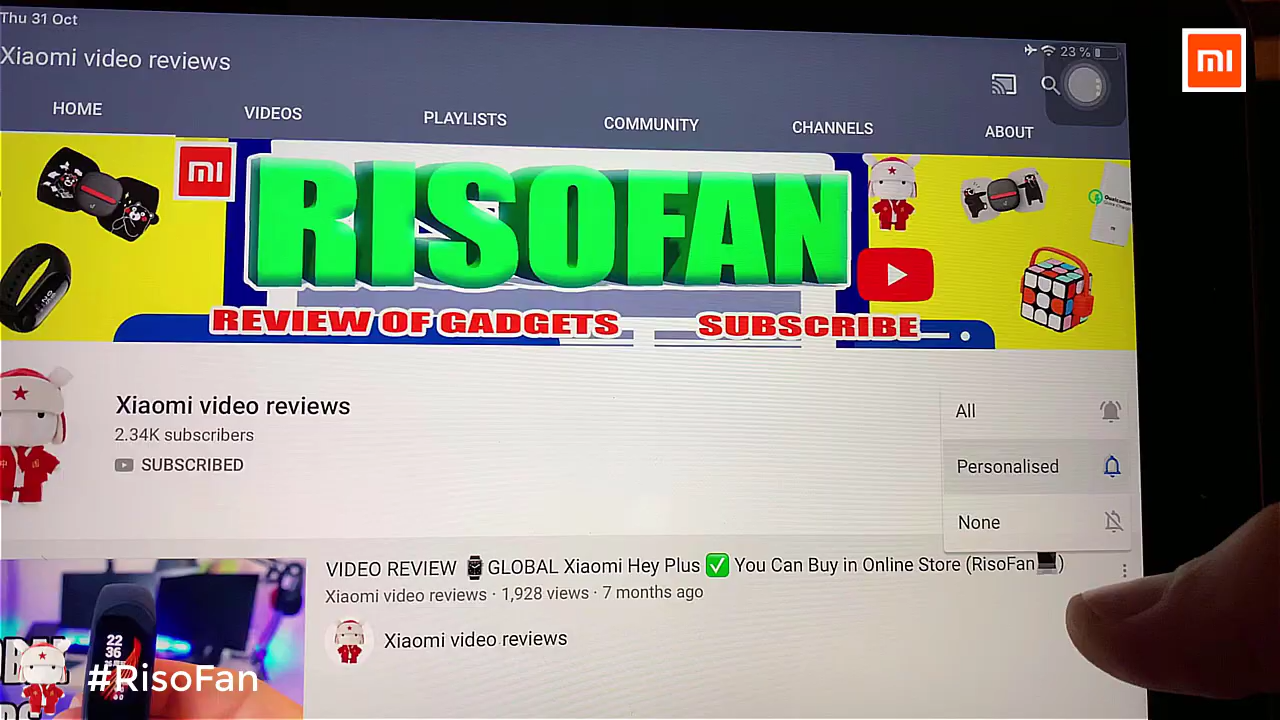 Thu 31 Oct
23 %
Xiaomi video reviews
mi
HOME
VIDEOS
PLAYLISTS
COMMUNITY
CHANNELS
ABOUT
mi
RISOFAN
REVIEW OF GADGETS
SUBSCRIBE
Xiaomi video reviews
2.34K subscribers
SUBSCRIBED
All
Personalised
None
VIDEO REVIEW ⌚GLOBAL Xiaomi Hey Plus ✅ You Can Buy in Online Store (RisoFan💻)
Xiaomi video reviews · 1,928 views · 7 months ago
Xiaomi video reviews
22
36
#RisoFan